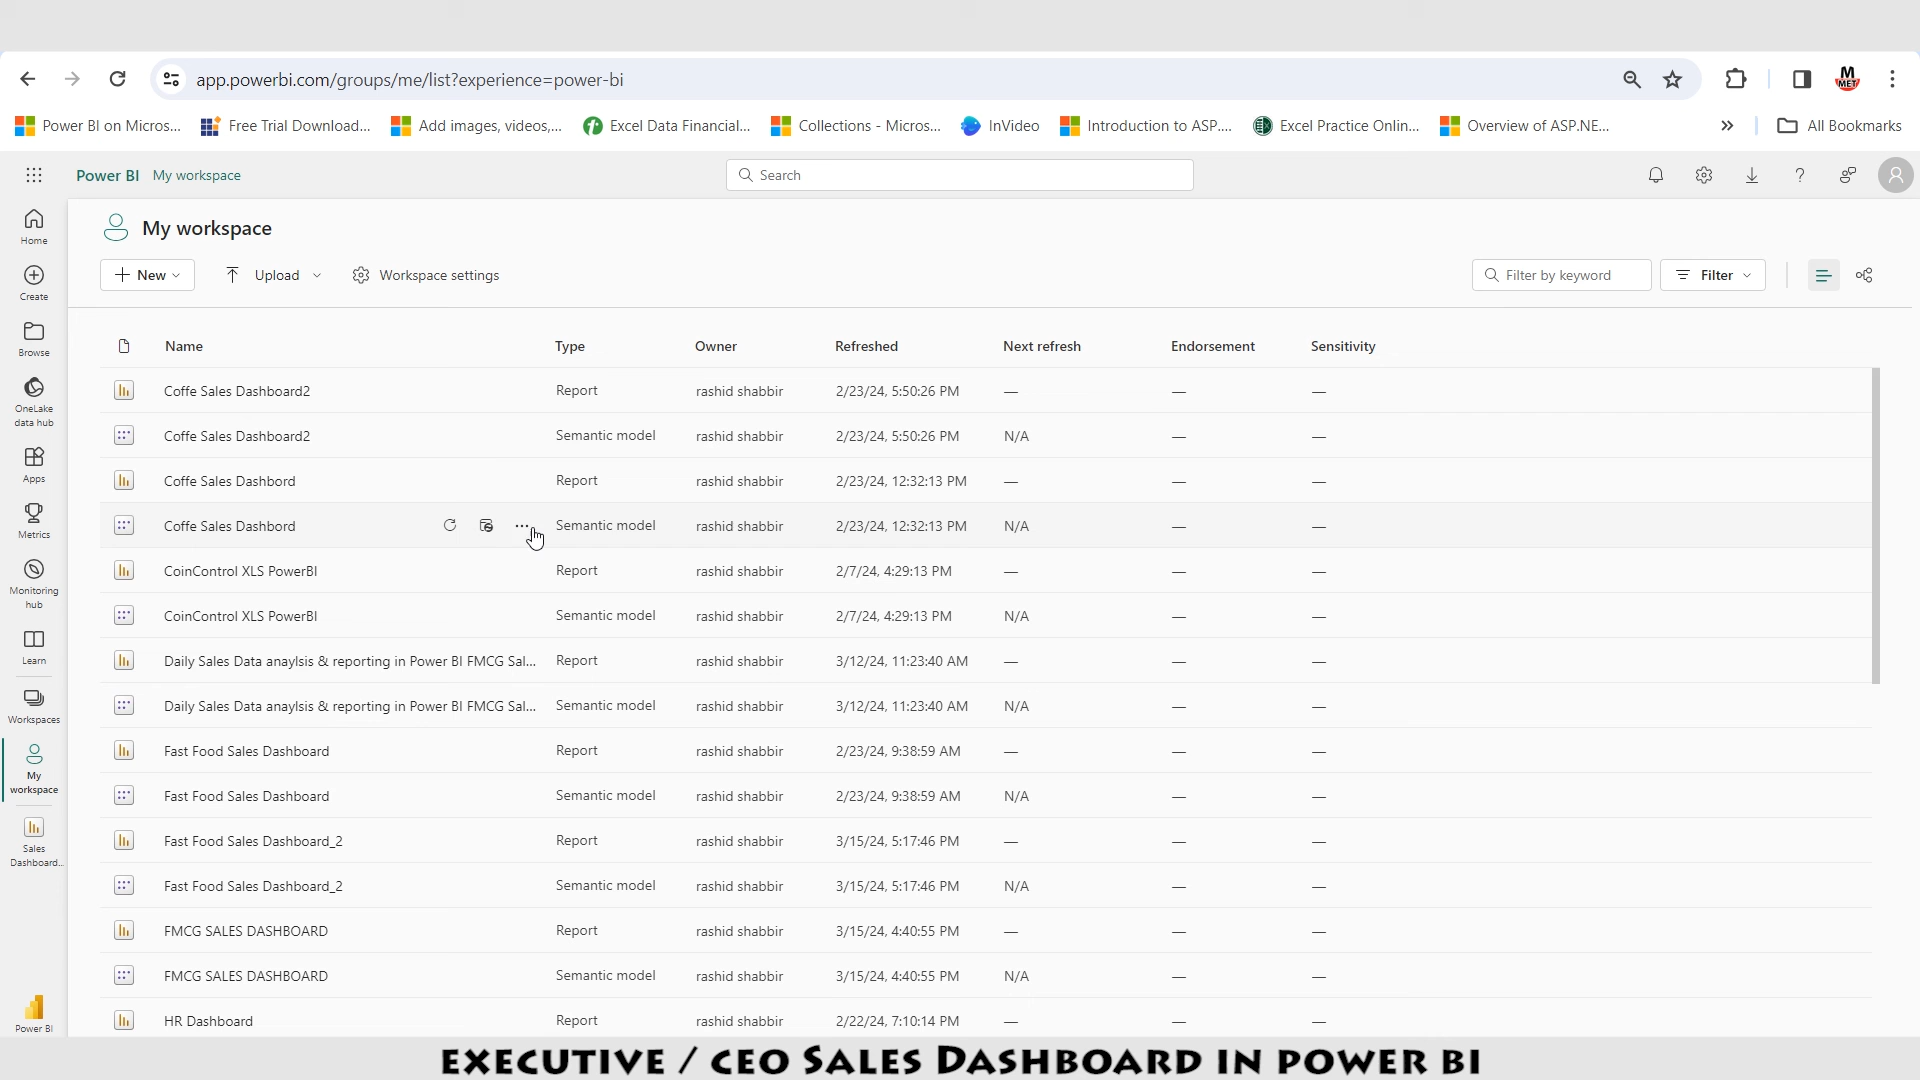 app.powerbi.com/groups/me/list?experience=power-bi
Power BI on Micros... Free Trial Download... Add images, videos,... Excel Data Financial... Collections - Micros... InVideo Introduction to ASP.... Excel Practice Onlin... Overview of ASP.NE... All Bookmarks
Power BI My workspace Search
Home
Create
Browse
OneLake
data hub
Apps
Metrics
Monitoring
hub
Learn
Workspaces
My
workspace
Sales
Dashboard...
Power BI
My workspace
New Upload Workspace settings Filter by keyword Filter
Name Type Owner Refreshed Next refresh Endorsement Sensitivity
Coffe Sales Dashboard2 Report rashid shabbir 2/23/24, 5:50:26 PM — — —
Coffe Sales Dashboard2 Semantic model rashid shabbir 2/23/24, 5:50:26 PM N/A — —
Coffe Sales Dashbord Report rashid shabbir 2/23/24, 12:32:13 PM — — —
Coffe Sales Dashbord Semantic model rashid shabbir 2/23/24, 12:32:13 PM N/A — —
CoinControl XLS PowerBI Report rashid shabbir 2/7/24, 4:29:13 PM — — —
CoinControl XLS PowerBI Semantic model rashid shabbir 2/7/24, 4:29:13 PM N/A — —
Daily Sales Data anaylsis & reporting in Power BI FMCG Sal... Report rashid shabbir 3/12/24, 11:23:40 AM — — —
Daily Sales Data anaylsis & reporting in Power BI FMCG Sal... Semantic model rashid shabbir 3/12/24, 11:23:40 AM N/A — —
Fast Food Sales Dashboard Report rashid shabbir 2/23/24, 9:38:59 AM — — —
Fast Food Sales Dashboard Semantic model rashid shabbir 2/23/24, 9:38:59 AM N/A — —
Fast Food Sales Dashboard_2 Report rashid shabbir 3/15/24, 5:17:46 PM — — —
Fast Food Sales Dashboard_2 Semantic model rashid shabbir 3/15/24, 5:17:46 PM N/A — —
FMCG SALES DASHBOARD Report rashid shabbir 3/15/24, 4:40:55 PM — — —
FMCG SALES DASHBOARD Semantic model rashid shabbir 3/15/24, 4:40:55 PM N/A — —
HR Dashboard Report rashid shabbir 2/22/24, 7:10:14 PM — — —
EXECUTIVE / CEO SALES DASHBOARD IN POWER BI